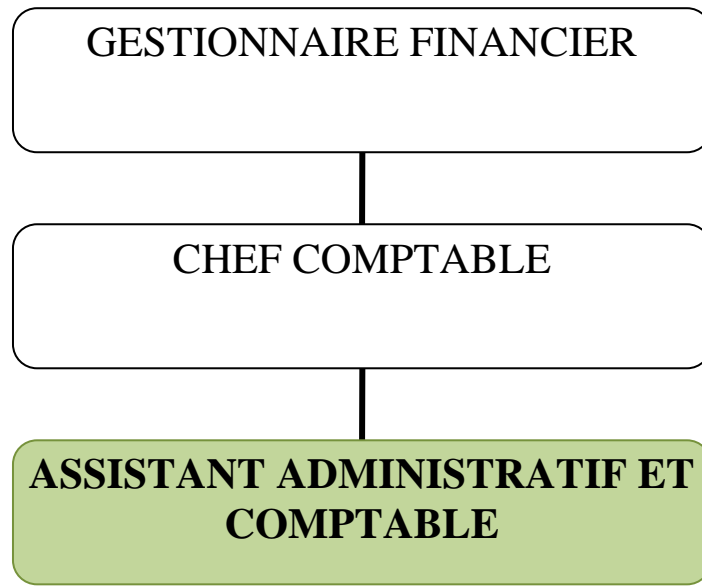 GESTIONNAIRE FINANCIER
CHEF COMPTABLE
ASSISTANT ADMINISTRATIF ET
COMPTABLE